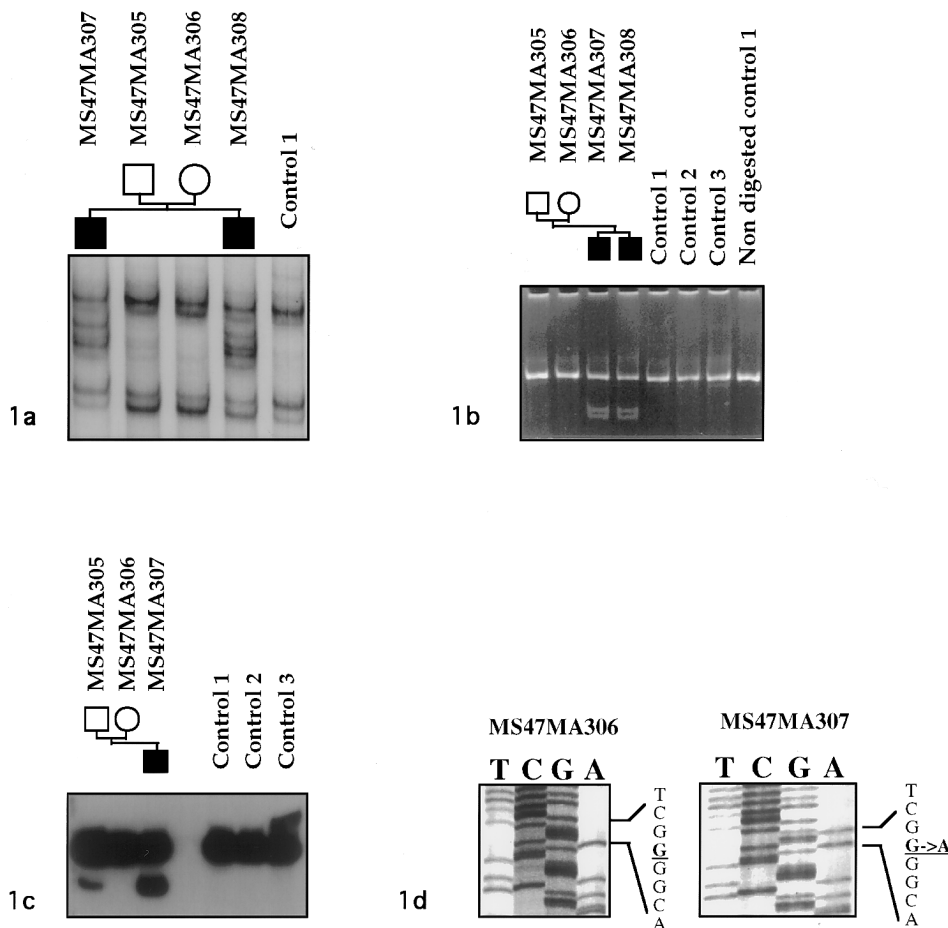 MS47MA307
MS47MA305
MS47MA306
MS47MA308
Control 1
1a
MS47MA305
MS47MA306
MS47MA307
MS47MA308
Control 1
Control 2
Control 3
Non digested control 1
1b
MS47MA305
MS47MA306
MS47MA307
Control 1
Control 2
Control 3
1c
MS47MA306
T C G A
T
C
G
G
G
G
C
A
MS47MA307
T C G A
T
C
G
G->A
G
G
C
A
1d